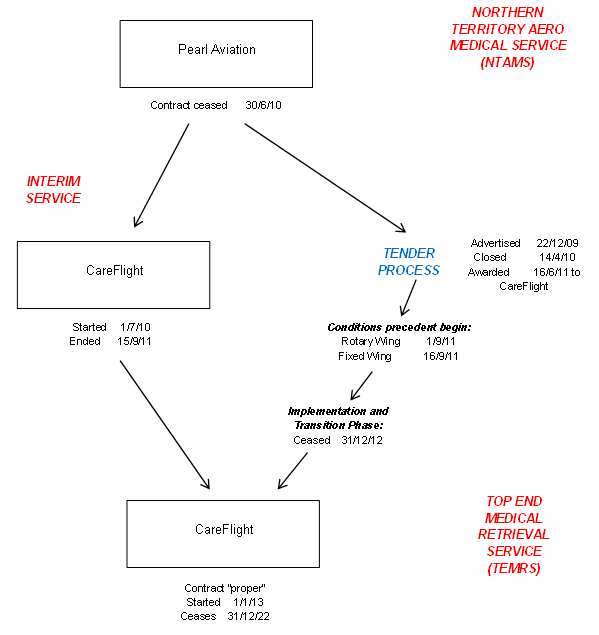 NORTHERN
TERRITORY AERO
MEDICAL SERVICE
(NTAMS)
Pearl Aviation
Contract ceased 30/6/10
INTERIM
SERVICE
CareFlight
Started 1/7/10
Ended 15/9/11
TENDER
PROCESS
Advertised 22/12/09
Closed 14/4/10
Awarded 16/6/11 to
CareFlight
Conditions precedent begin:
Rotary Wing 1/9/11
Fixed Wing 16/9/11
Implementation and
Transition Phase:
Ceased 31/12/12
CareFlight
TOP END
MEDICAL
RETRIEVAL
SERVICE
(TEMRS)
Contract "proper"
Started 1/1/13
Ceases 31/12/22